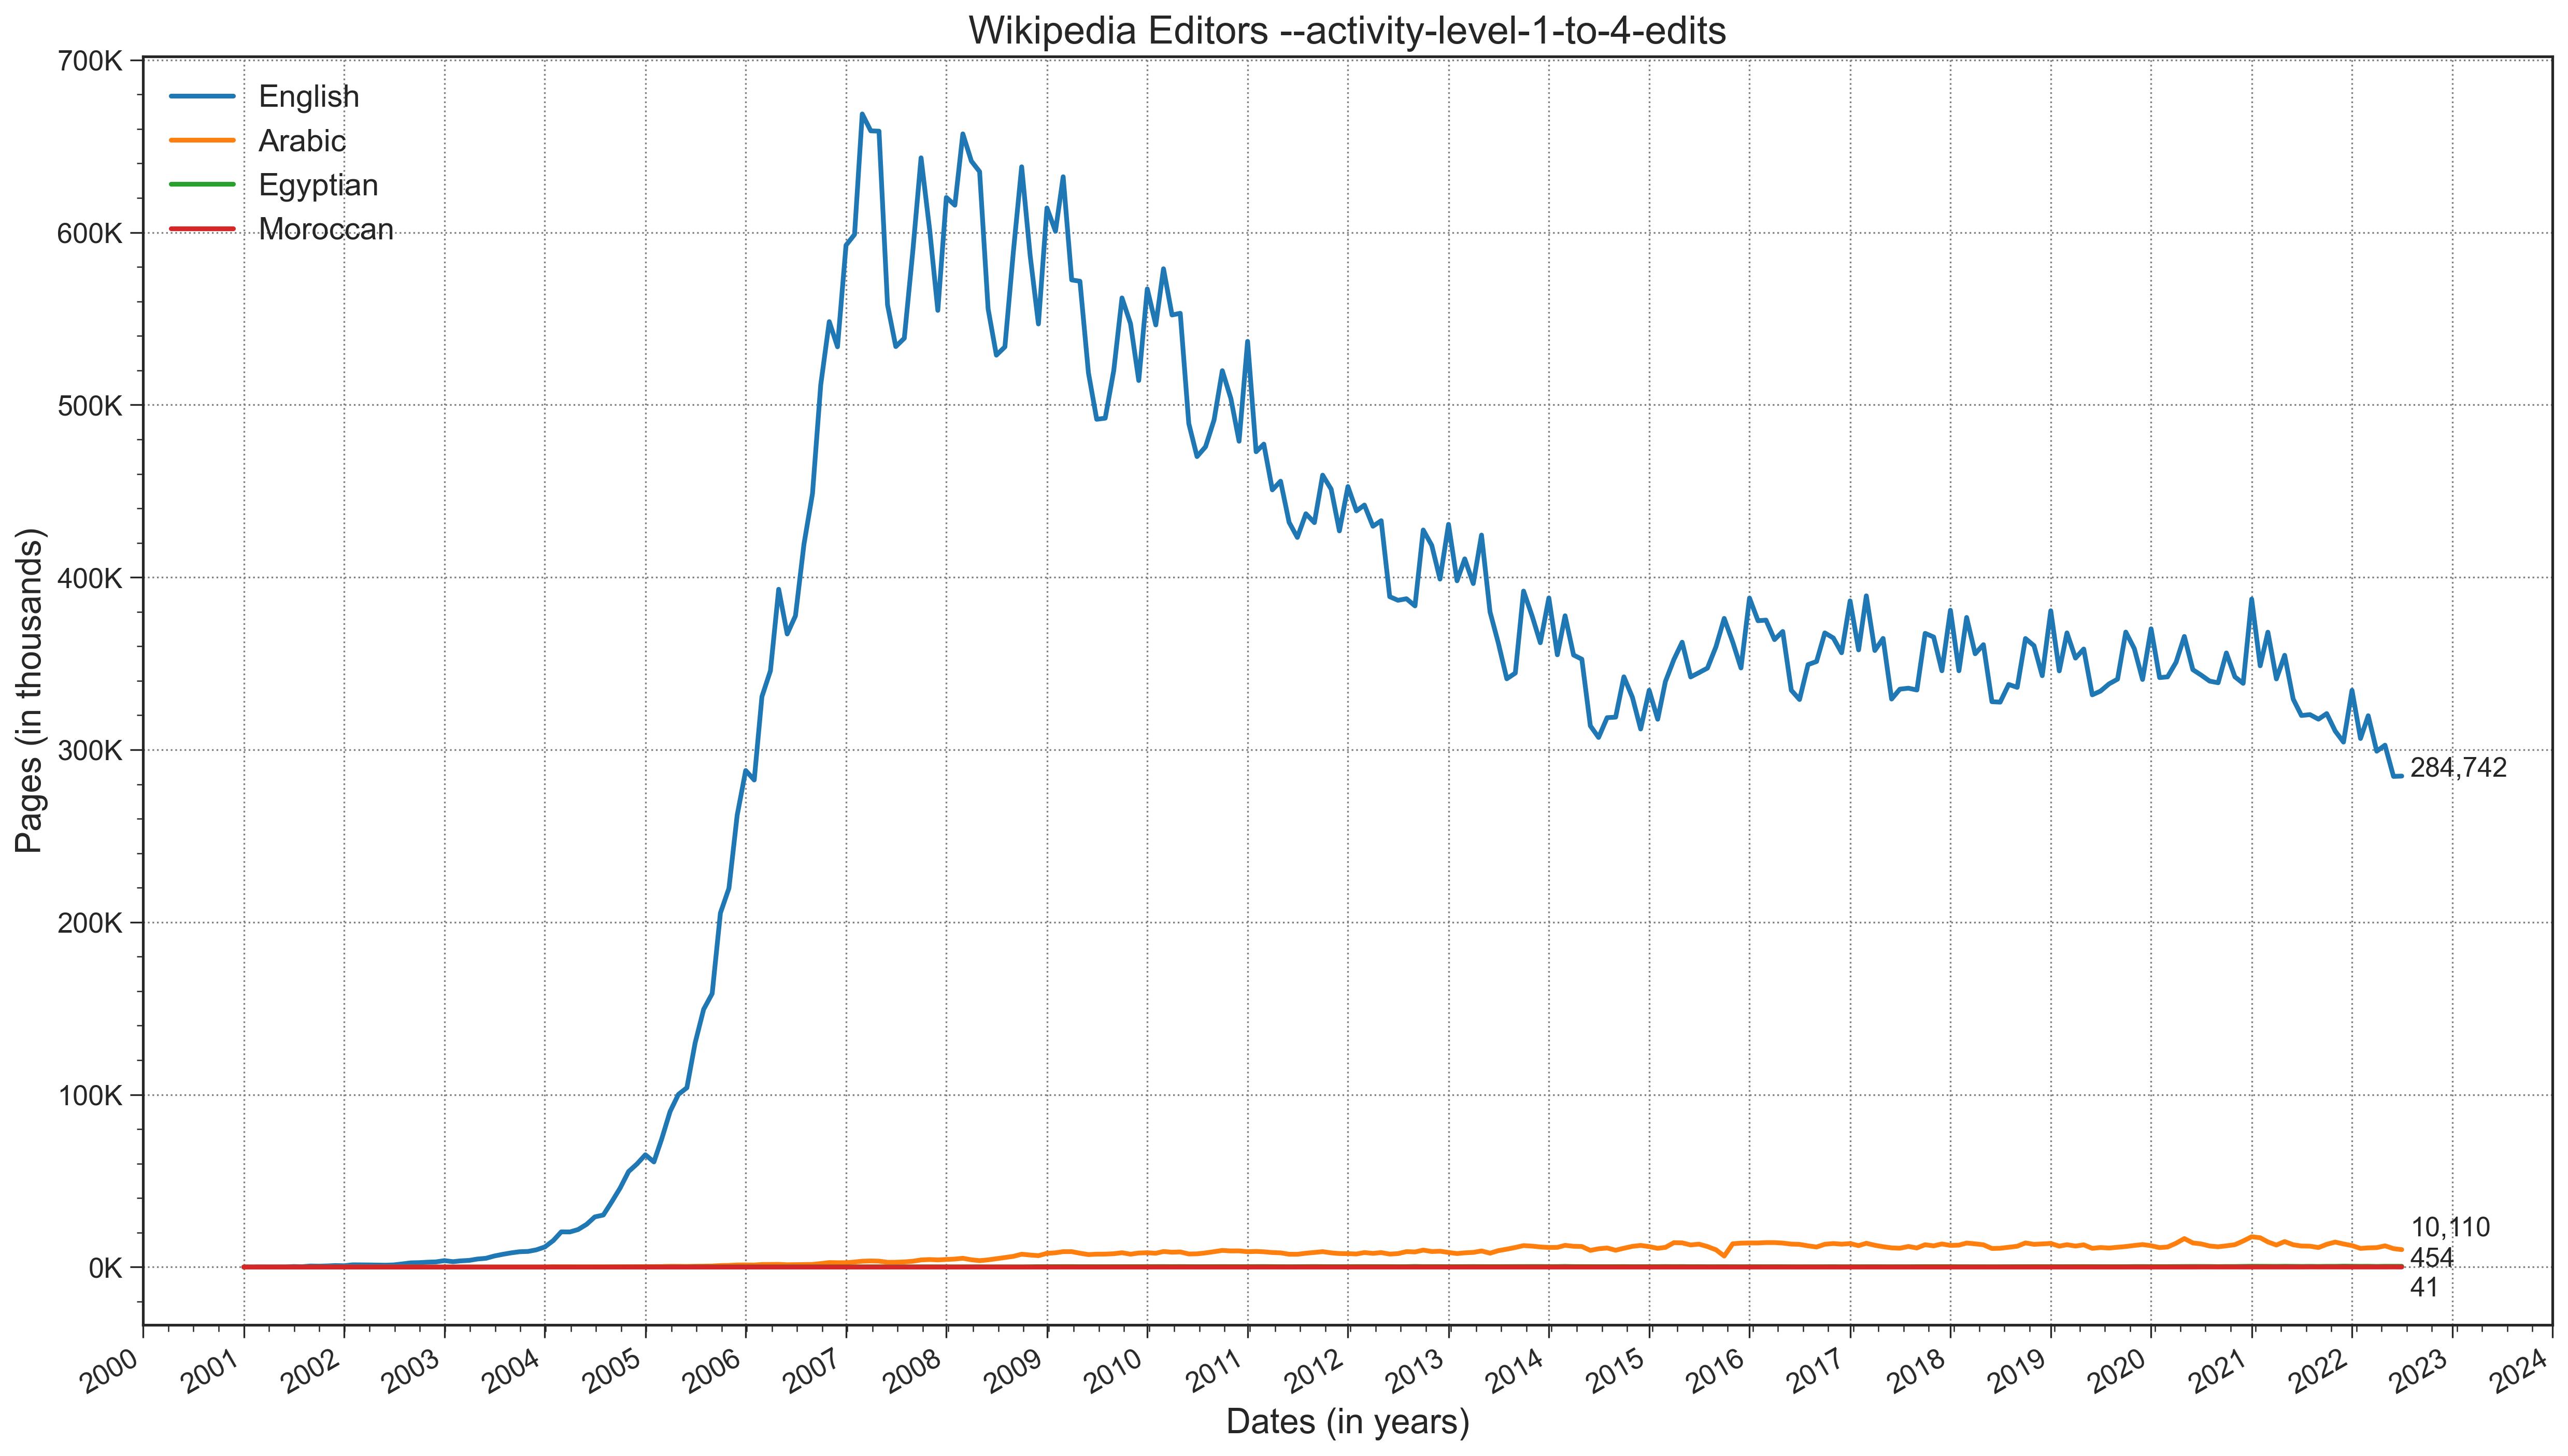 Wikipedia Editors --activity-level-1-to-4-edits
700K
600K
500K
400K
300K
200K
100K
0K
Pages (in thousands)
English
Arabic
Egyptian
Moroccan
284,742
10,110
454
41
2000
2001
2002
2003
2004
2005
2006
2007
2008
2009
2010
2011
2012
2013
2014
2015
2016
2017
2018
2019
2020
2021
2022
2023
2024
Dates (in years)